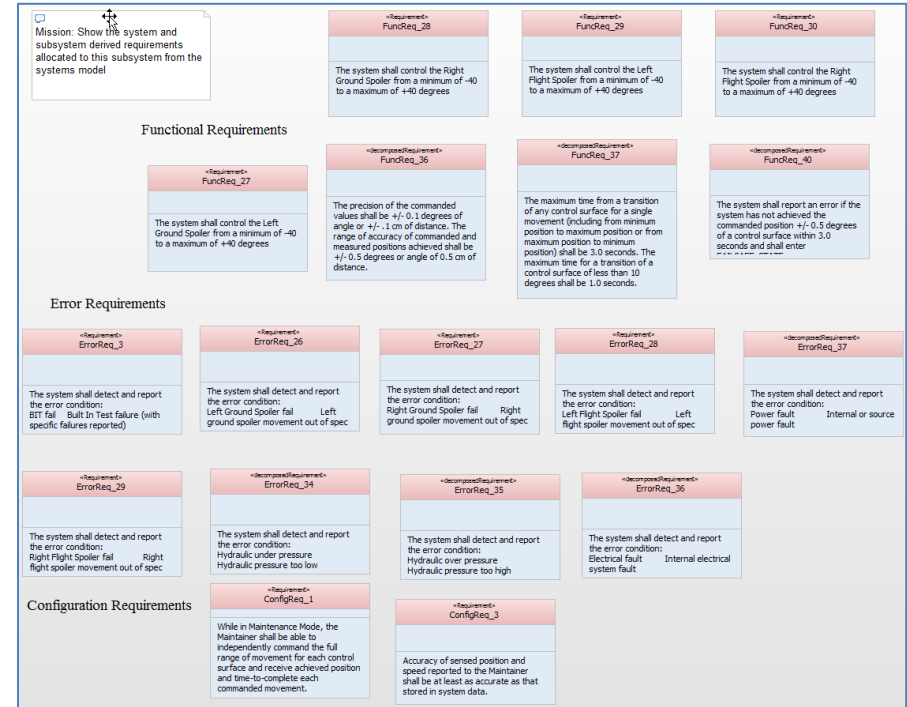 Mission: Show the system and
subsystem derived requirements
allocated to this subsystem from the
systems model
«Requirement»
FuncReq_28
The system shall control the Right
Ground Spoiler from a minimum of -40
to a maximum of +40 degrees
«Requirement»
FuncReq_29
The system shall control the Left
Flight Spoiler from a minimum of -40
to a maximum of +40 degrees
«Requirement»
FuncReq_30
The system shall control the Right
Flight Spoiler from a minimum of -40
to a maximum of +40 degrees
Functional Requirements
«Requirement»
FuncReq_27
The system shall control the Left
Ground Spoiler from a minimum of -40
to a maximum of +40 degrees
«decomposedRequirement»
FuncReq_36
The precision of the commanded
values shall be +/- 0.1 degrees of
angle or +/- .1 cm of distance. The
range of accuracy of commanded and
measured positions achieved shall be
+/- 0.5 degrees or angle of 0.5 cm of
distance.
«decomposedRequirement»
FuncReq_37
The maximum time from a transition
of any control surface for a single
movement (including from minimum
position to maximum position or from
maximum position to minimum
position) shall be 3.0 seconds. The
maximum time for a transition of a
control surface of less than 10
degrees shall be 1.0 seconds.
«decomposedRequirement»
FuncReq_40
The system shall report an error if the
system has not achieved the
commanded position +/- 0.5 degrees
of a control surface within 3.0
seconds and shall enter
Error Requirements
«Requirement»
ErrorReq_3
The system shall detect and report
the error condition:
BIT fail Built In Test failure (with
specific failures reported)
«Requirement»
ErrorReq_26
The system shall detect and report
the error condition:
Left Ground Spoiler fail Left
ground spoiler movement out of spec
«Requirement»
ErrorReq_27
The system shall detect and report
the error condition:
Right Ground Spoiler fail Right
ground spoiler movement out of spec
«Requirement»
ErrorReq_28
The system shall detect and report
the error condition:
Left Flight Spoiler fail Left
flight spoiler movement out of spec
«decomposedRequirement»
ErrorReq_37
The system shall detect and report
the error condition:
Power fault Internal or source
power fault
«Requirement»
ErrorReq_29
The system shall detect and report
the error condition:
Right Flight Spoiler fail Right
flight spoiler movement out of spec
«decomposedRequirement»
ErrorReq_34
The system shall detect and report
the error condition:
Hydraulic under pressure
Hydraulic pressure too low
«decomposedRequirement»
ErrorReq_35
The system shall detect and report
the error condition:
Hydraulic over pressure
Hydraulic pressure too high
«decomposedRequirement»
ErrorReq_36
The system shall detect and report
the error condition:
Electrical fault Internal electrical
system fault
Configuration Requirements
«Requirement»
ConfigReq_1
While in Maintenance Mode, the
Maintainer shall be able to
independently command the full
range of movement for each control
surface and receive achieved position
and time-to-complete each
commanded movement.
«Requirement»
ConfigReq_3
Accuracy of sensed position and
speed reported to the Maintainer
shall be at least as accurate as that
stored in system data.